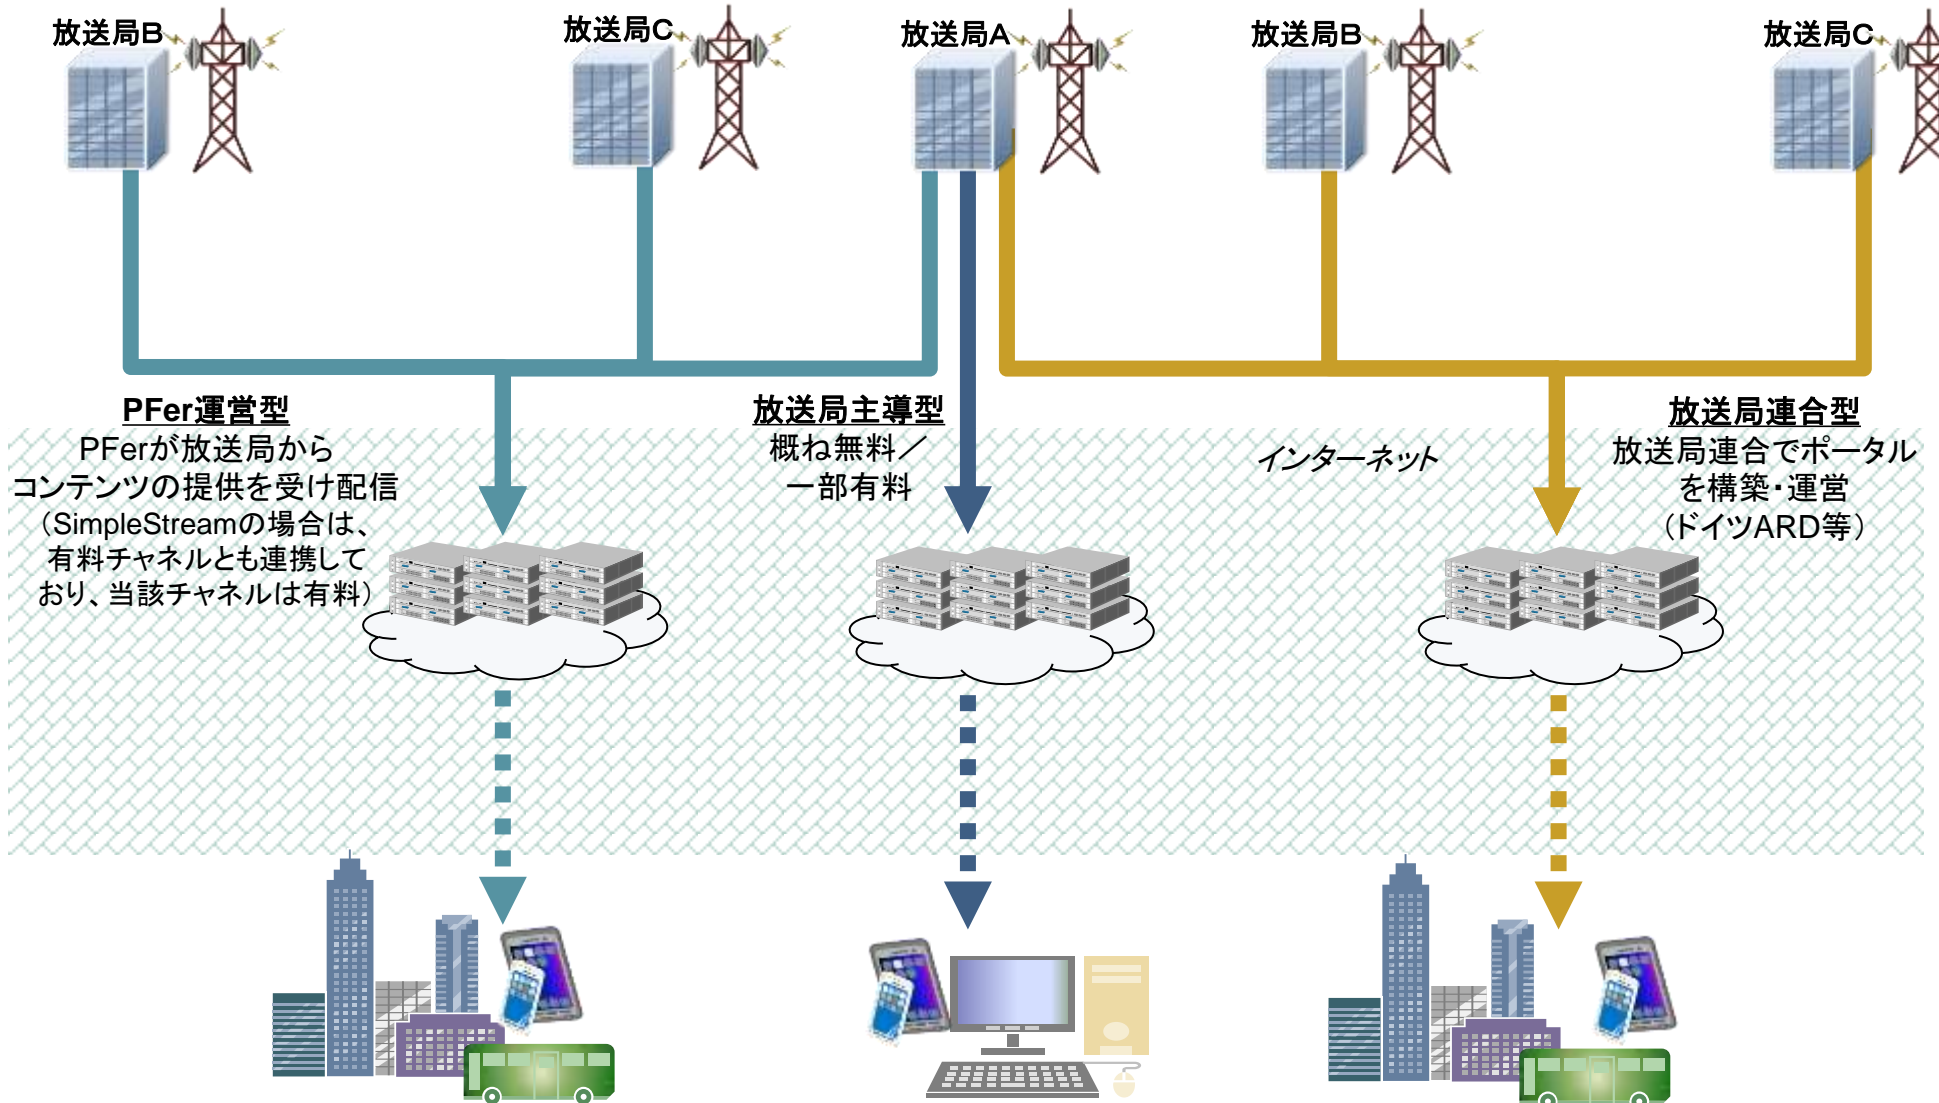 放送局B
放送局C
放送局A
放送局B
放送局C
PFer運営型
PFerが放送局から
コンテンツの提供を受け配信
（SimpleStreamの場合は、
有料チャネルとも連携して
おり、当該チャネルは有料）
放送局主導型
概ね無料／
一部有料
インターネット
放送局連合型
放送局連合でポータル
を構築・運営
（ドイツARD等）